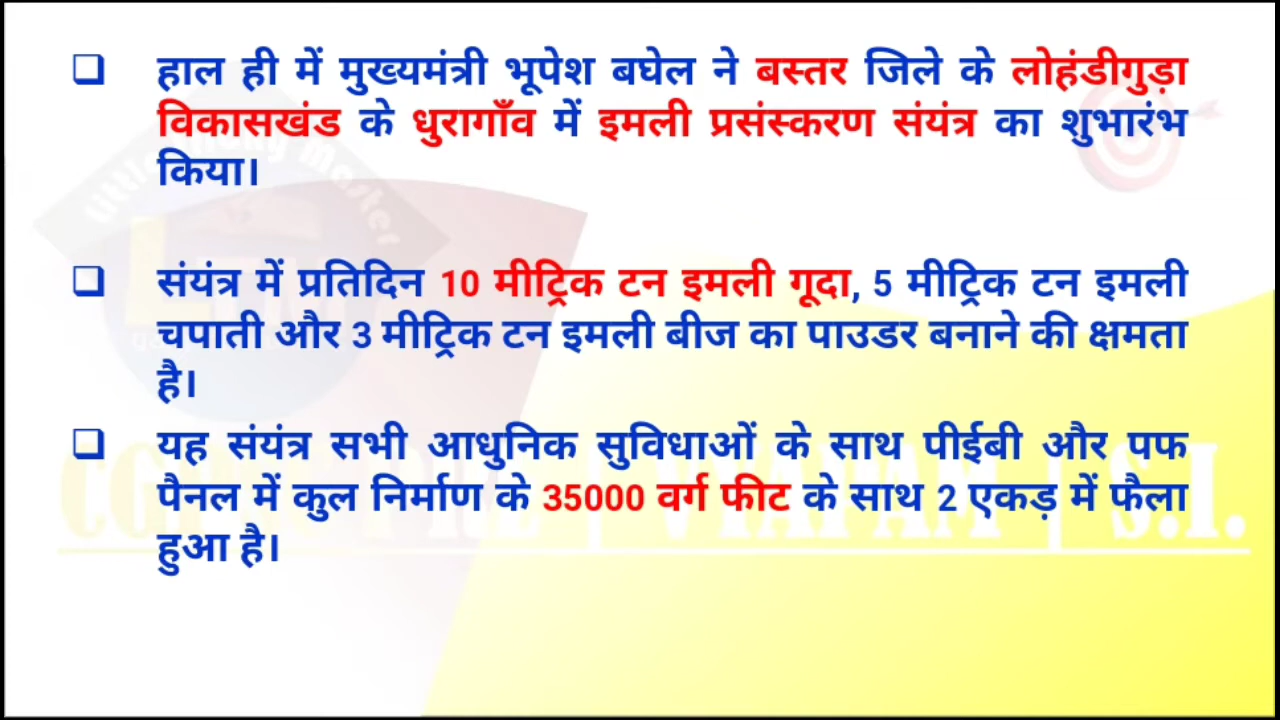 ❑ हाल ही में मुख्यमंत्री भूपेश बघेल ने बस्तर जिले के लोहंडीगुड़ा
विकासखंड के धुरागाँव में इमली प्रसंस्करण संयंत्र का शुभारंभ
किया।
❑ संयंत्र में प्रतिदिन 10 मीट्रिक टन इमली गूदा, 5 मीट्रिक टन इमली
चपाती और 3 मीट्रिक टन इमली बीज का पाउडर बनाने की क्षमता
है।
❑ यह संयंत्र सभी आधुनिक सुविधाओं के साथ पीईबी और पफ
पैनल में कुल निर्माण के 35000 वर्ग फीट के साथ 2 एकड़ में फैला
हुआ है।